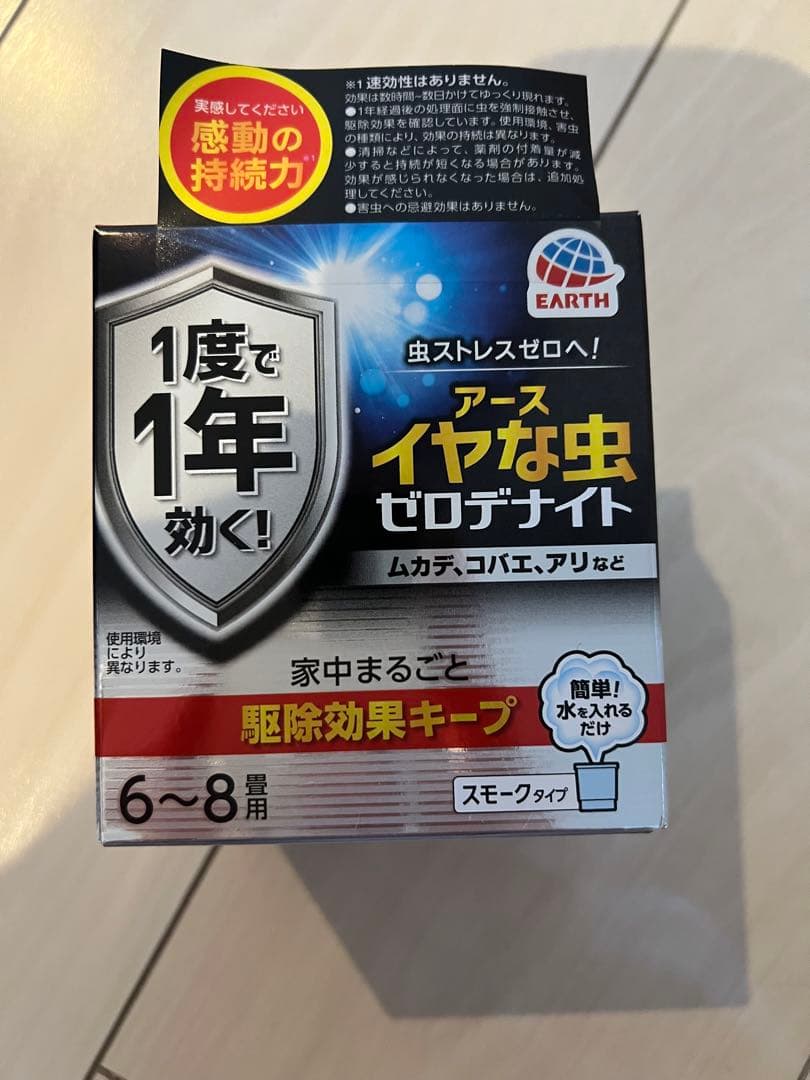 実感してください
感動の
持続力※1
※1 速効性はありません。
効果は数時間~数日かけてゆっくり現れます。
●1年経過後の処理面に虫を強制接触させ、
駆除効果を確認しています。使用環境、害虫
の種類により、効果の持続は異なります。
●清掃などによって、薬剤の付着量が減
少すると持続が短くなる場合があります。
効果が感じられなくなった場合は、追加処
理してください。
●害虫への忌避効果はありません。
EARTH
1度で
1年
効く!
虫ストレスゼロへ!
アース
イヤな虫
ゼロデナイト
ムカデ、コバエ、アリなど
使用環境
により
異なります。
家中まるごと
駆除効果キープ
簡単!
水を入れる
だけ
6～8畳用
スモークタイプ